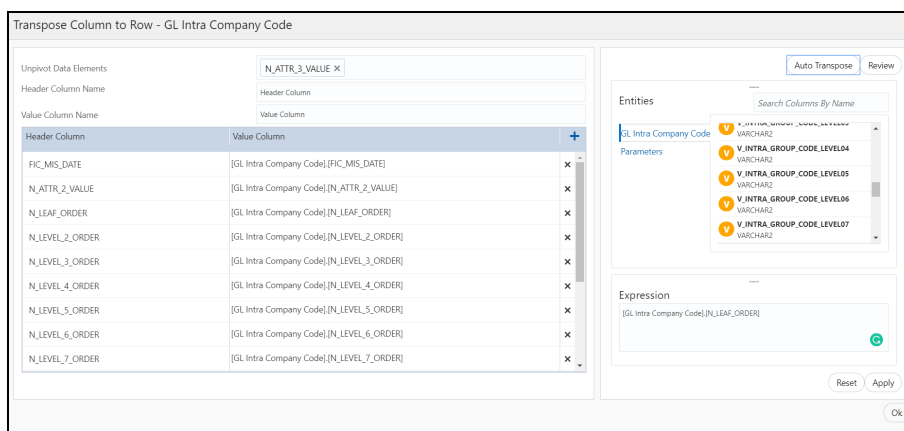 Transpose Column to Row - GL Intra Company Code
Unpivot Data Elements
N_ATTR_3_VALUE ×
Header Column Name
Header Column
Value Column Name
Value Column
Header Column Value Column +
FIC_MIS_DATE [GL Intra Company Code].[FIC_MIS_DATE] ×
N_ATTR_2_VALUE [GL Intra Company Code].[N_ATTR_2_VALUE] ×
N_LEAF_ORDER [GL Intra Company Code].[N_LEAF_ORDER] ×
N_LEVEL_2_ORDER [GL Intra Company Code].[N_LEVEL_2_ORDER] ×
N_LEVEL_3_ORDER [GL Intra Company Code].[N_LEVEL_3_ORDER] ×
N_LEVEL_4_ORDER [GL Intra Company Code].[N_LEVEL_4_ORDER] ×
N_LEVEL_5_ORDER [GL Intra Company Code].[N_LEVEL_5_ORDER] ×
N_LEVEL_6_ORDER [GL Intra Company Code].[N_LEVEL_6_ORDER] ×
N_LEVEL_7_ORDER [GL Intra Company Code].[N_LEVEL_7_ORDER] ×
Auto Transpose Review
Entities
Search Columns By Name
GL Intra Company Code
Parameters
V V_INTRA_GROUP_CODE_LEVEL03
VARCHAR2
V V_INTRA_GROUP_CODE_LEVEL04
VARCHAR2
V V_INTRA_GROUP_CODE_LEVEL05
VARCHAR2
V V_INTRA_GROUP_CODE_LEVEL06
VARCHAR2
V V_INTRA_GROUP_CODE_LEVEL07
VARCHAR2
Expression
[GL Intra Company Code].[N_LEAF_ORDER]
Reset Apply
Ok